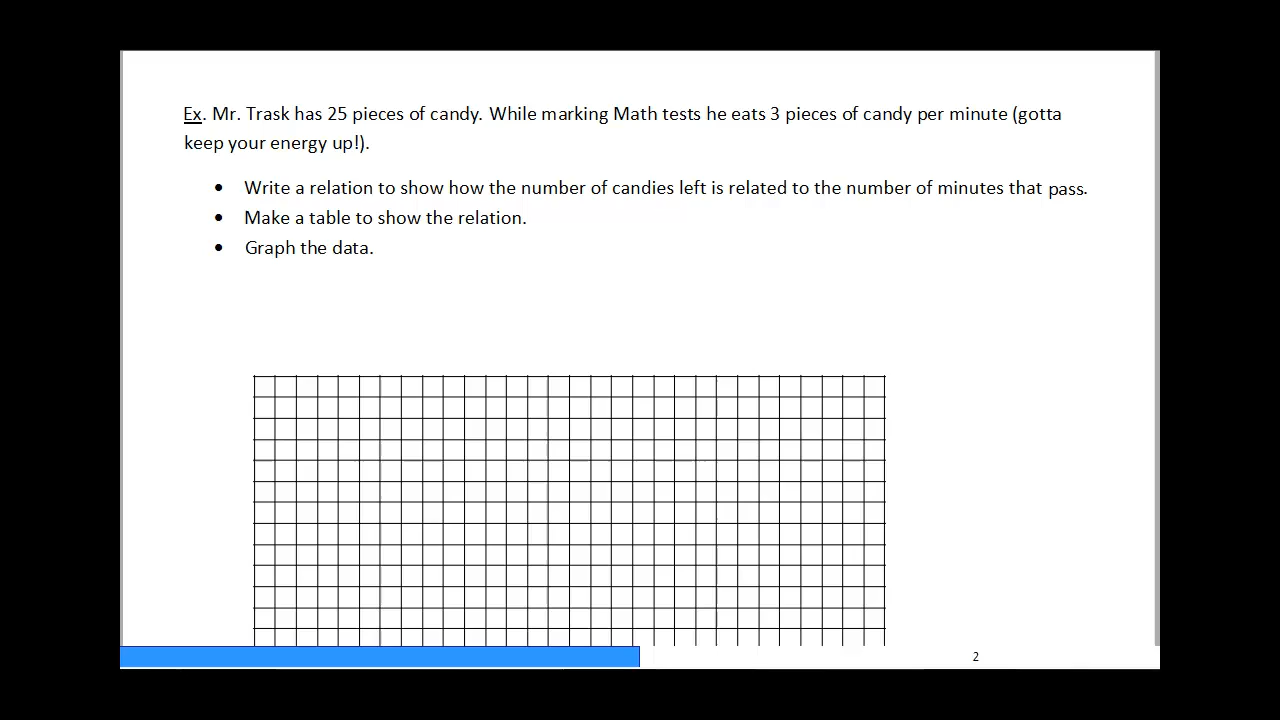 Ex. Mr. Trask has 25 pieces of candy. While marking Math tests he eats 3 pieces of candy per minute (gotta
keep your energy up!).
• Write a relation to show how the number of candies left is related to the number of minutes that pass.
• Make a table to show the relation.
• Graph the data.
2